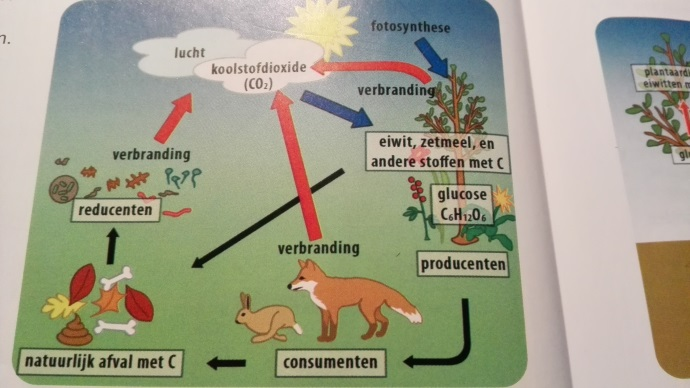 n.
fotosynthese
lucht
koolstofdioxide
(CO₂)
verbranding
verbranding
eiwit, zetmeel, en
andere stoffen met C
reducenten
glucose
C₆H₁₂O₆
verbranding
producenten
natuurlijk afval met C
consumenten
eiwitten